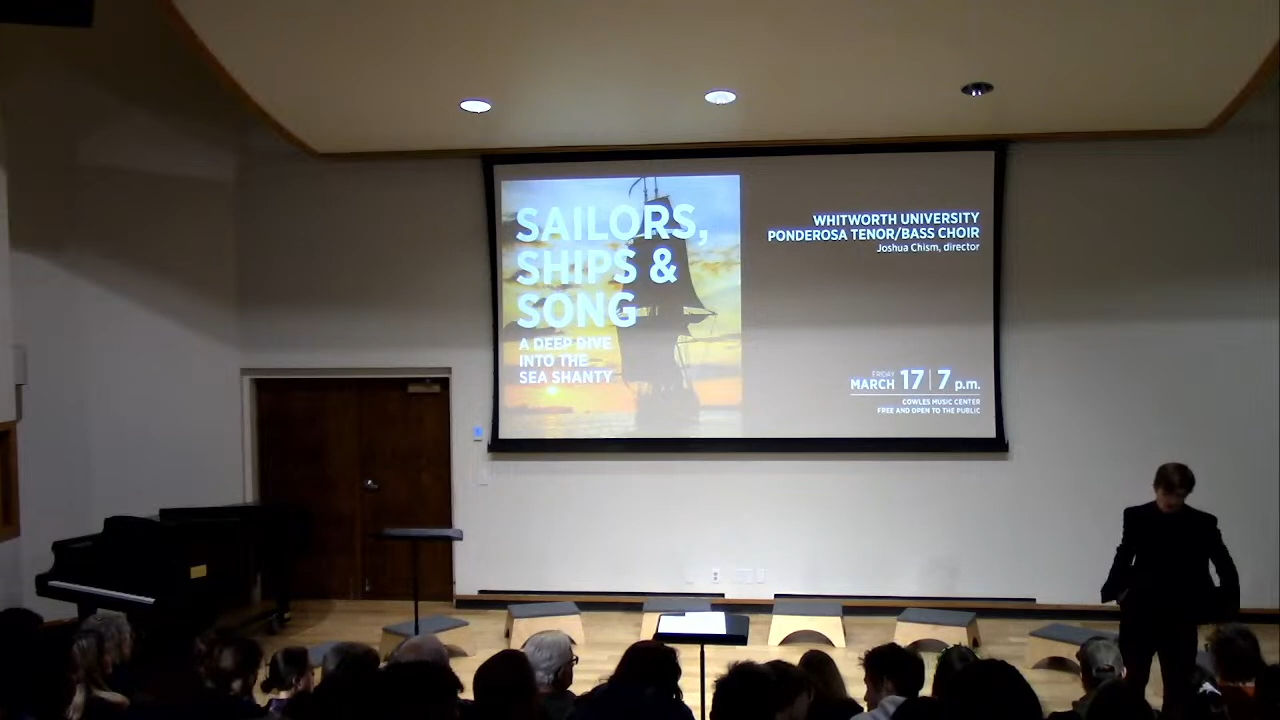 SAILORS,
SHIPS &
SONG
A DEEP DIVE
INTO THE
SEA SHANTY
WHITWORTH UNIVERSITY
PONDEROSA TENOR/BASS CHOIR
Joshua Chism, director
FRIDAY
MARCH 17 | 7 p.m.
COWLES MUSIC CENTER
FREE AND OPEN TO THE PUBLIC